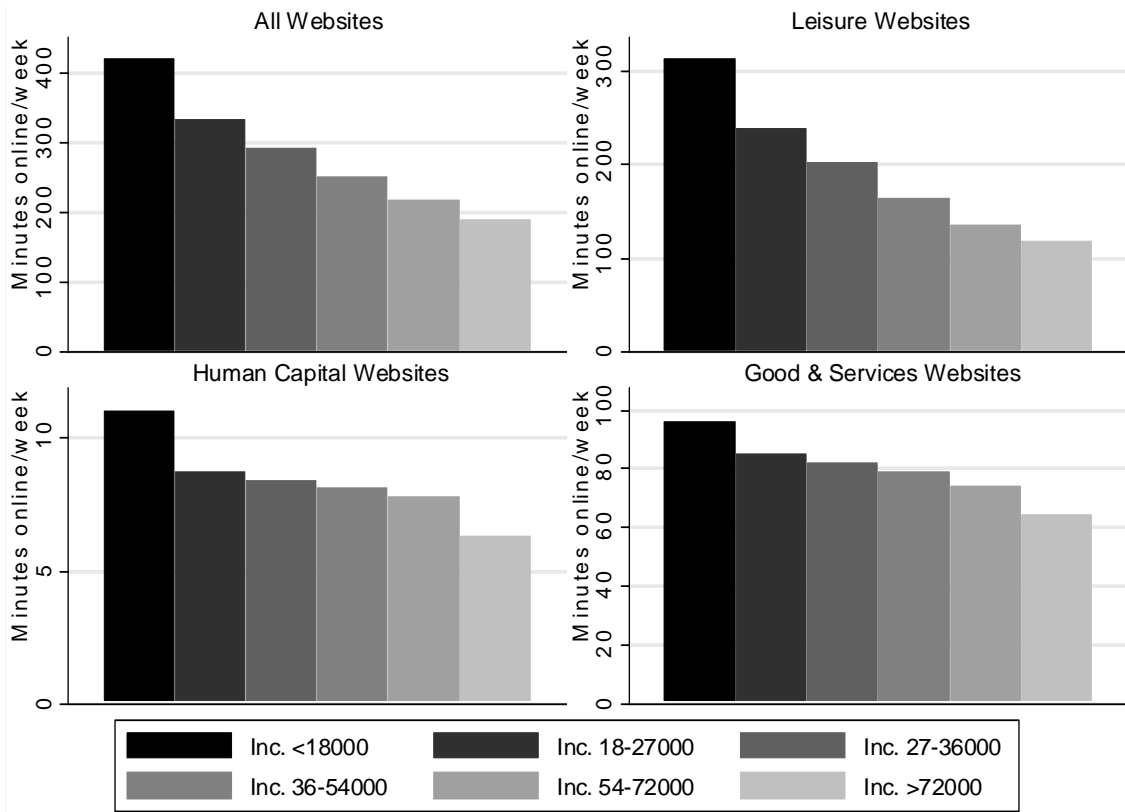 All Websites
Minutes online/week
400
300
200
100
0
Leisure Websites
Minutes online/week
300
200
100
0
Human Capital Websites
Minutes online/week
10
5
0
Good & Services Websites
Minutes online/week
100
80
60
40
20
0
Inc. <18000 Inc. 18-27000 Inc. 27-36000
Inc. 36-54000 Inc. 54-72000 Inc. >72000